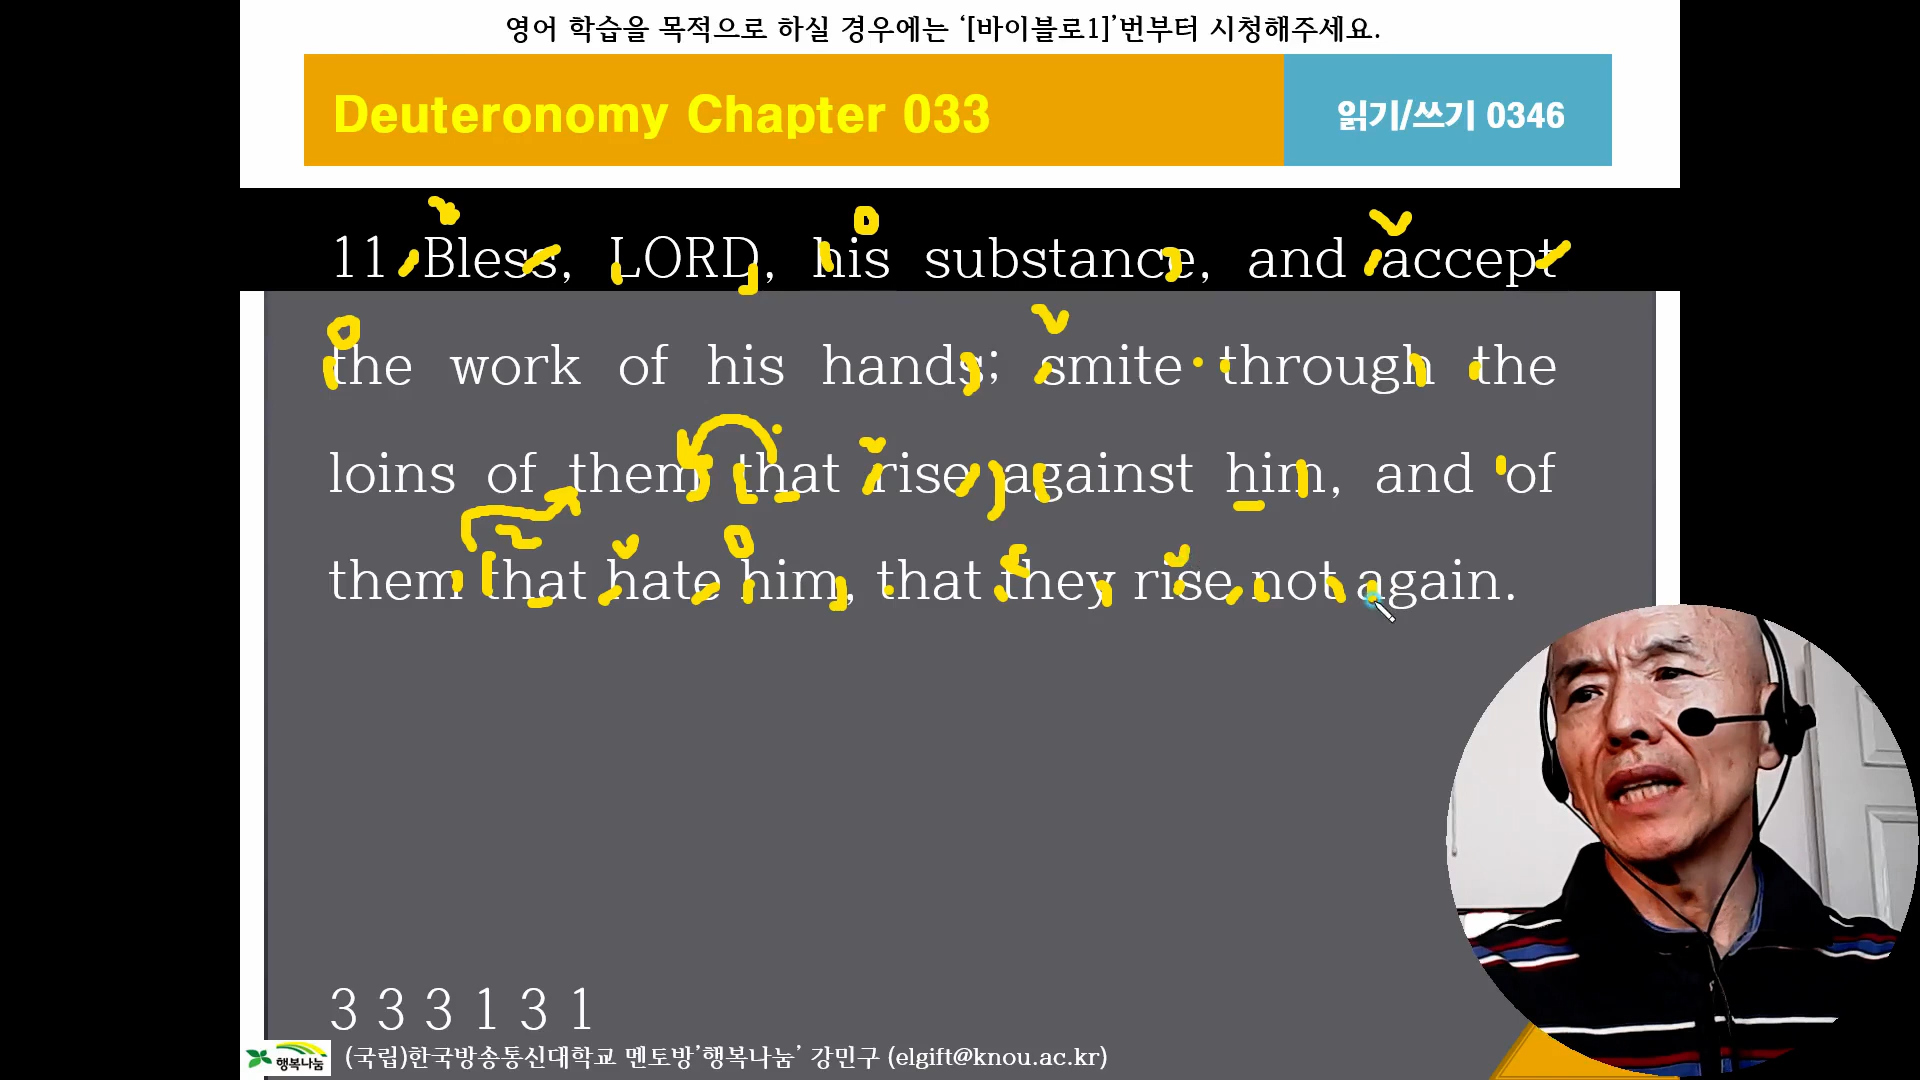 영어 학습을 목적으로 하실 경우에는 ‘[바이블로1]’번부터 시청해주세요.
Deuteronomy Chapter 033
읽기/쓰기 0346
11 Bless, LORD, his substance, and accept
the work of his hands; smite through the
loins of them that rise against him, and of
them that hate him, that they rise not again.
3 3 3 1 3 1
행복나눔 (국립)한국방송통신대학교 멘토방’행복나눔’ 강민구 (elgift@knou.ac.kr)